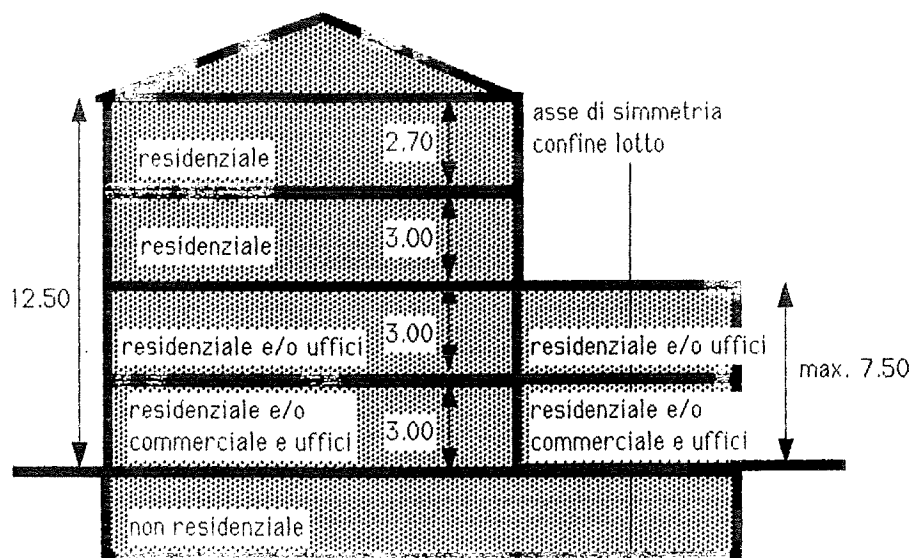 asse di simmetria
confine lotto
2.70
residenziale
3.00
residenziale
12.50
residenziale e/o uffici
3.00
residenziale e/o uffici
max. 7.50
residenziale e/o
commerciale e uffici
3.00
residenziale e/o
commerciale e uffici
non residenziale